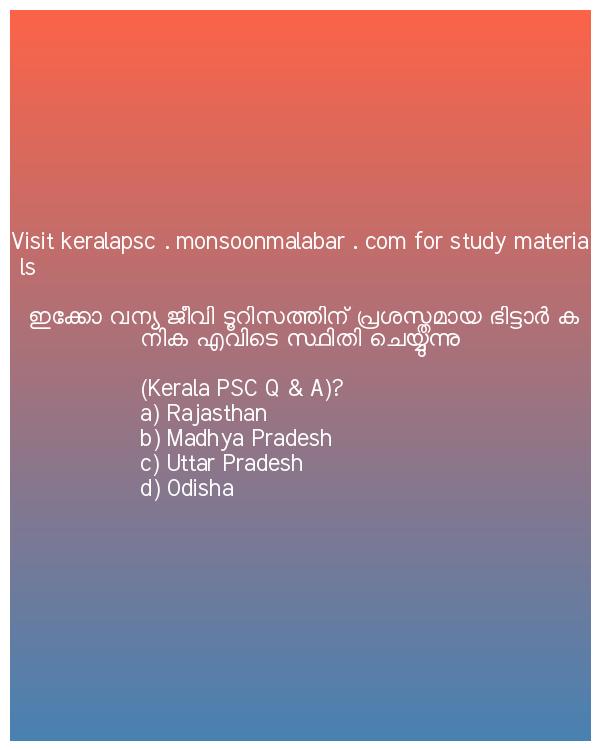 Visit keralapsc . monsoonmalabar . com for study materia
ls
ഇക്കോ വന്യ ജീവി ടൂറിസത്തിന് പ്രശസ്തമായ ഭിട്ടാർ ക
നിക എവിടെ സ്ഥിതി ചെയ്യുന്നു
(Kerala PSC Q & A)?
a) Rajasthan
b) Madhya Pradesh
c) Uttar Pradesh
d) Odisha